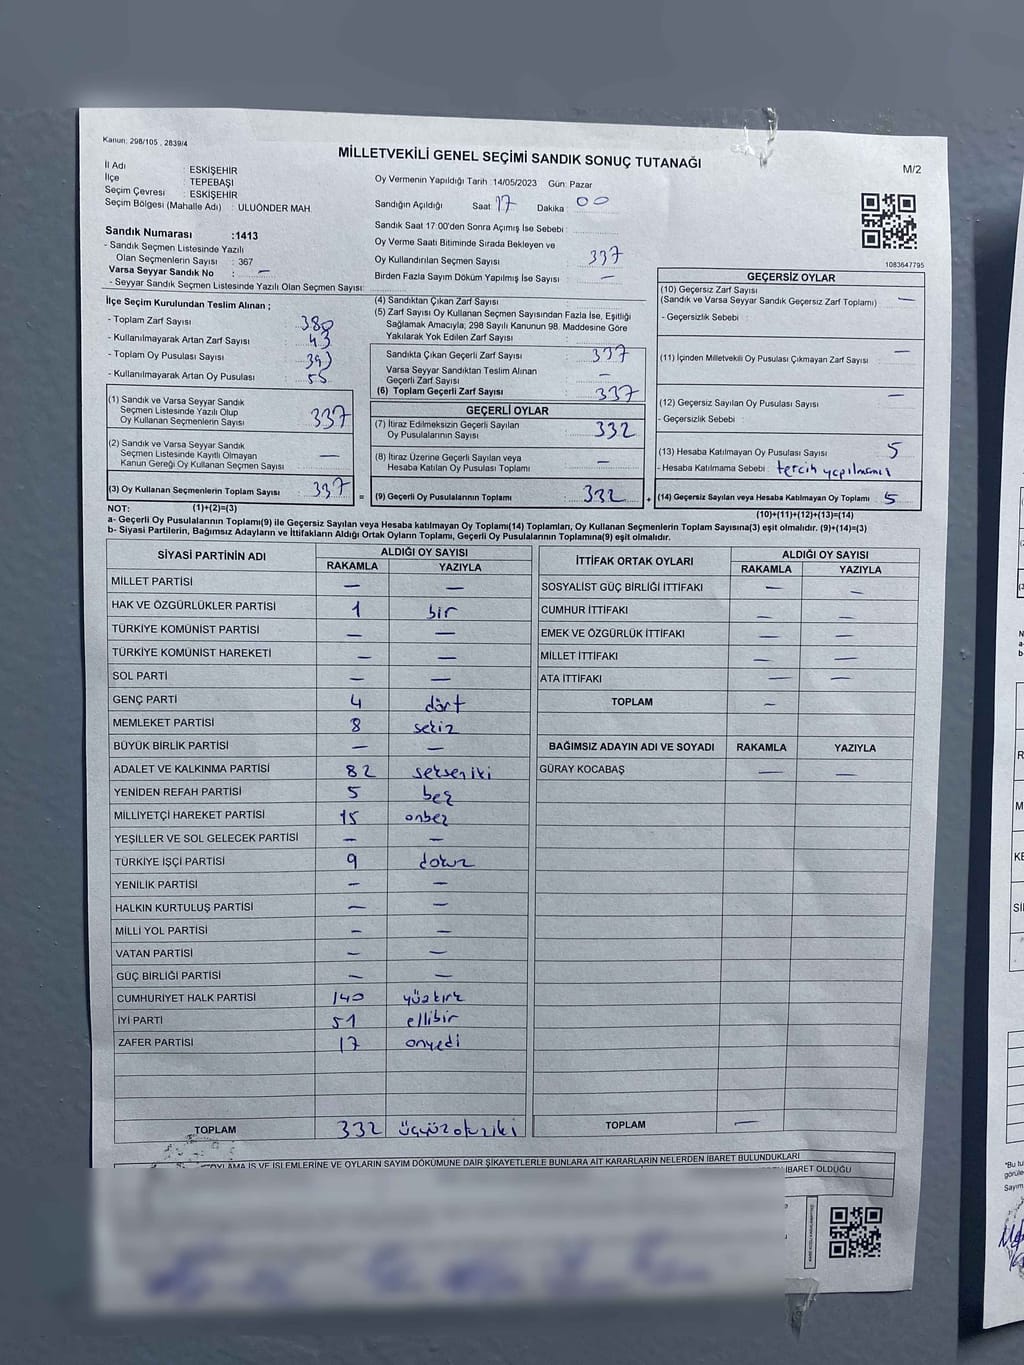 Kanun: 298/105 , 2839/4
MİLLETVEKİLİ GENEL SEÇİMİ SANDIK SONUÇ TUTANAĞI
M/2
İl Adı : ESKİŞEHİR
İlçe : TEPEBAŞI
Seçim Çevresi : ESKİŞEHİR
Seçim Bölgesi (Mahalle Adı) : ULUÖNDER MAH.
Oy Vermenin Yapıldığı Tarih :14/05/2023 Gün: Pazar
Sandığın Açıldığı Saat : 17 Dakika : 00
Sandık Saat 17:00'den Sonra Açımış İse Sebebi :
Oy Verme Saati Bitiminde Sırada Bekleyen ve
Oy Kullandırılan Seçmen Sayısı : 337
Birden Fazla Sayım Döküm Yapılmış İse Sayısı : —
1083647795
Sandık Numarası :1413
- Sandık Seçmen Listesinde Yazılı
Olan Seçmenlerin Sayısı : 367
Varsa Seyyar Sandık No : —
- Seyyar Sandık Seçmen Listesinde Yazılı Olan Seçmen Sayısı:
İlçe Seçim Kurulundan Teslim Alınan ;
- Toplam Zarf Sayısı : 380
- Kullanılmayarak Artan Zarf Sayısı : 43
- Toplam Oy Pusulası Sayısı
- Kullanılmayarak Artan Oy Pusulası : 55
(1) Sandık ve Varsa Seyyar Sandık
Seçmen Listesinde Yazılı Olup
Oy Kullanan Seçmenlerin Sayısı : 337
(2) Sandık ve Varsa Seyyar Sandık
Seçmen Listesinde Kayıtlı Olmayan
Kanun Gereği Oy Kullanan Seçmen Sayısı : —
(3) Oy Kullanan Seçmenlerin Toplam Sayısı : 337 =
(1)+(2)=(3)
(4) Sandıktan Çıkan Zarf Sayısı :
(5) Zarf Sayısı Oy Kullanan Seçmen Sayısından Fazla İse, Eşitliği
Sağlamak Amacıyla; 298 Sayılı Kanunun 98. Maddesine Göre
Yakılarak Yok Edilen Zarf Sayısı :
Sandıkta Çıkan Geçerli Zarf Sayısı : 337
Varsa Seyyar Sandıktan Teslim Alınan
Geçerli Zarf Sayısı : —
(6) Toplam Geçerli Zarf Sayısı : 337
GEÇERLİ OYLAR
(7) İtiraz Edilmeksizin Geçerli Sayılan
Oy Pusulalarının Sayısı : 332
(8) İtiraz Üzerine Geçerli Sayılan veya
Hesaba Katılan Oy Pusulası Toplamı : —
(9) Geçerli Oy Pusulalarının Toplamı : 332 +
GEÇERSİZ OYLAR
(10) Geçersiz Zarf Sayısı
(Sandık ve Varsa Seyyar Sandık Geçersiz Zarf Toplamı) : —
- Geçersizlik Sebebi :
(11) İçinden Milletvekili Oy Pusulası Çıkmayan Zarf Sayısı : —
(12) Geçersiz Sayılan Oy Pusulası Sayısı : —
- Geçersizlik Sebebi :
(13) Hesaba Katılmayan Oy Pusulası Sayısı : 5
- Hesaba Katılmama Sebebi : tercih yapılmamış
(14) Geçersiz Sayılan veya Hesaba Katılmayan Oy Toplamı : 5
(10)+(11)+(12)+(13)=(14)
NOT:
a- Geçerli Oy Pusulalarının Toplamı(9) ile Geçersiz Sayılan veya Hesaba katılmayan Oy Toplamı(14) Toplamları, Oy Kullanan Seçmenlerin Toplam Sayısına(3) eşit olmalıdır. (9)+(14)=(3)
b- Siyasi Partilerin, Bağımsız Adayların ve İttifakların Aldığı Ortak Oyların Toplamı, Geçerli Oy Pusulalarının Toplamına(9) eşit olmalıdır.
SİYASİ PARTİNİN ADI ALDIĞI OY SAYISI
RAKAMLA YAZIYLA
MİLLET PARTİSİ — —
HAK VE ÖZGÜRLÜKLER PARTİSİ 1 bir
TÜRKİYE KOMÜNİST PARTİSİ — —
TÜRKİYE KOMÜNİST HAREKETİ — —
SOL PARTİ — —
GENÇ PARTİ 4 dört
MEMLEKET PARTİSİ 8 sekiz
BÜYÜK BİRLİK PARTİSİ — —
ADALET VE KALKINMA PARTİSİ 82 seksen iki
YENİDEN REFAH PARTİSİ 5 beş
MİLLİYETÇİ HAREKET PARTİSİ 15 onbeş
YEŞİLLER VE SOL GELECEK PARTİSİ — —
TÜRKİYE İŞÇİ PARTİSİ 9 dokuz
YENİLİK PARTİSİ — —
HALKIN KURTULUŞ PARTİSİ — —
MİLLİ YOL PARTİSİ — —
VATAN PARTİSİ — —
GÜÇ BİRLİĞİ PARTİSİ — —
CUMHURİYET HALK PARTİSİ 140 yüzkırk
İYİ PARTİ 51 ellibir
ZAFER PARTİSİ 17 onyedi
TOPLAM 332 üçyüzotuziki
İTTİFAK ORTAK OYLARI ALDIĞI OY SAYISI
RAKAMLA YAZIYLA
SOSYALİST GÜÇ BİRLİĞİ İTTİFAKI — —
CUMHUR İTTİFAKI — —
EMEK VE ÖZGÜRLÜK İTTİFAKI — —
MİLLET İTTİFAKI — —
ATA İTTİFAKI — —
TOPLAM —
BAĞIMSIZ ADAYIN ADI VE SOYADI RAKAMLA YAZIYLA
GÜRAY KOCABAŞ — —
TOPLAM —
OYLAMA İŞ VE İŞLEMLERİNE VE OYLARIN SAYIM DÖKÜMÜNE DAİR ŞİKAYETLERLE BUNLARA AİT KARARLARIN NELERDEN İBARET BULUNDUKLARI
İBARET OLDUĞU